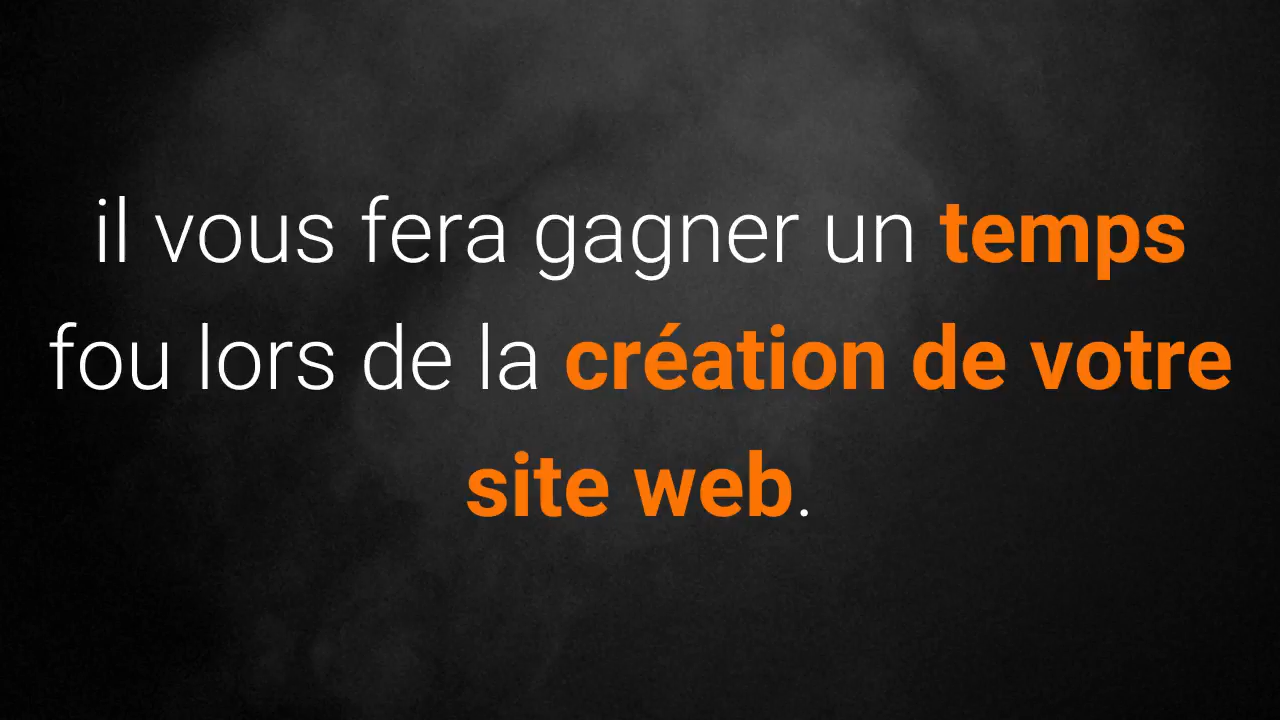 il vous fera gagner un temps
fou lors de la création de votre
site web.